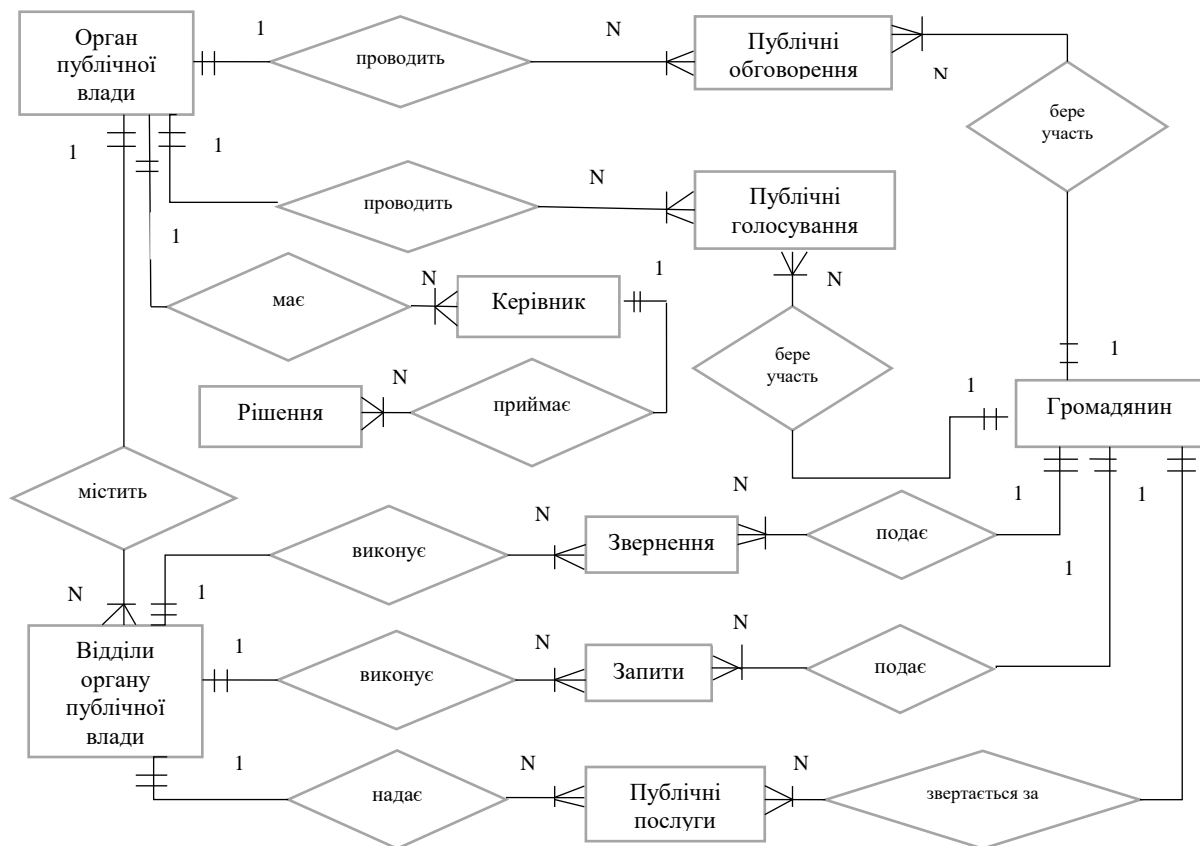 Орган
публічної
влади
1
проводить
N
Публічні
обговорення
N
бере
участь
1
1
1
проводить
N
Публічні
голосування
N
1
має
N
Керівник
1
бере
участь
1
1
Громадянин
Рішення
N
приймає
містить
N
1
виконує
N
Звернення
N
подає
1
1
1
N
Відділи
органу
публічної
влади
1
виконує
N
Запити
N
подає
1
надає
N
Публічні
послуги
N
звертається за